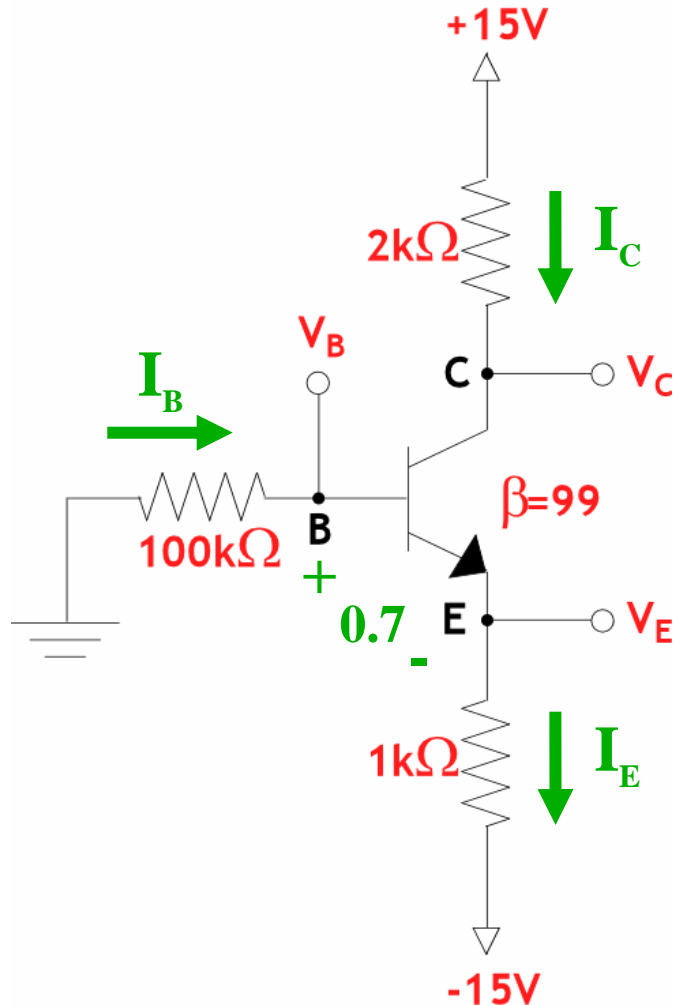 +15V
2kΩ
I_C
V_B
I_B
C
V_C
β=99
100kΩ
B
+
0.7
-
E
V_E
1kΩ
I_E
-15V